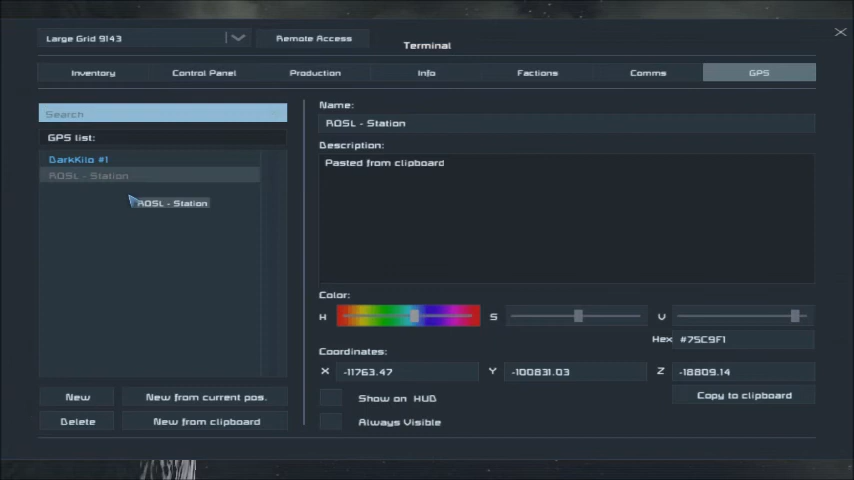 Large Grid 9143
Remote Access
Terminal
Inventory
Control Panel
Production
Info
Factions
Comms
GPS
Search
GPS list:
DarkKilo #1
ROSL - Station
ROSL - Station
Name:
ROSL - Station
Description:
Pasted from clipboard
Color:
H
S
V
Hex #75C9F1
Coordinates:
X -11763.47
Y -100831.03
Z -18809.14
Show on HUD
Copy to clipboard
Always Visible
New
New from current pos.
Delete
New from clipboard